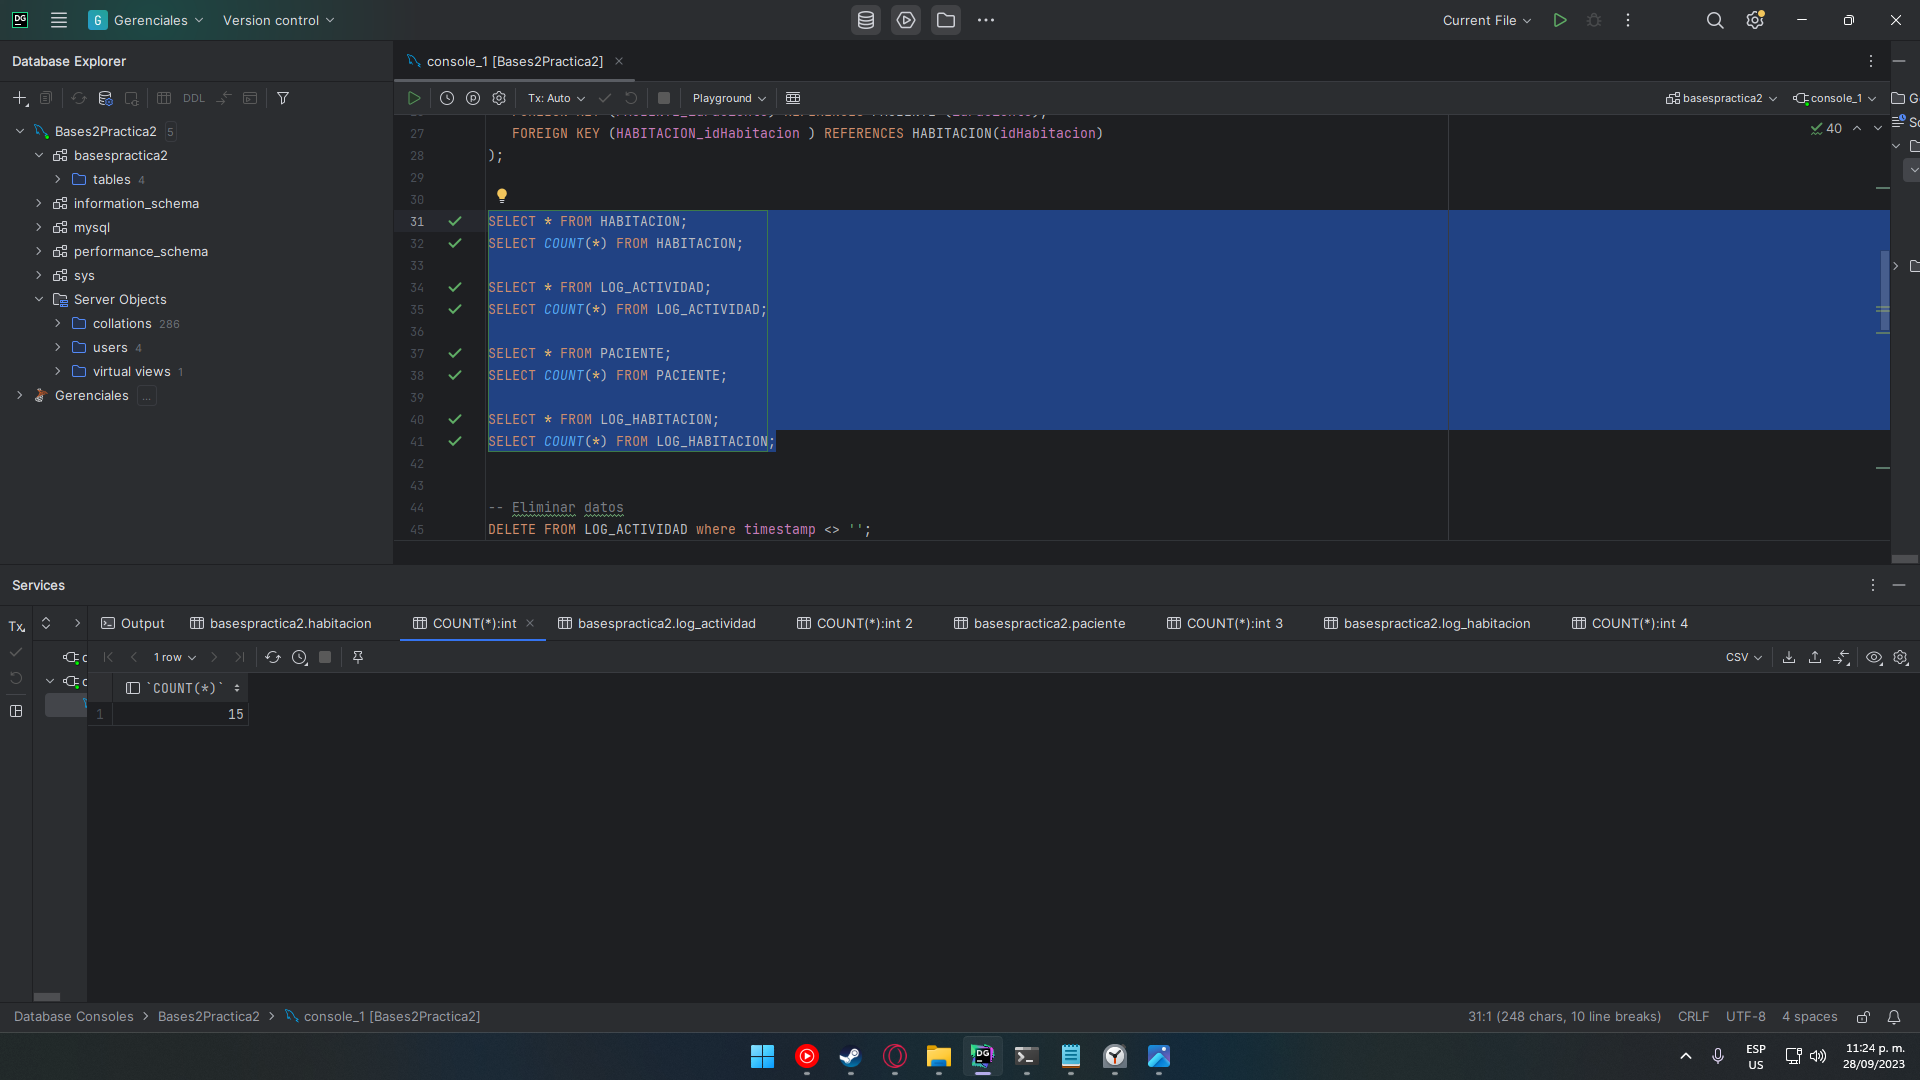 DG
G Gerenciales
Version control
Current File
Database Explorer
console_1 [Bases2Practica2]
DDL
Tx: Auto
Playground
basespractica2
console_1
Bases2Practica2 5
basespractica2
tables 4
information_schema
mysql
performance_schema
sys
Server Objects
collations 286
users 4
virtual views 1
Gerenciales ...
40
27 FOREIGN KEY (HABITACION_idHabitacion ) REFERENCES HABITACION(idHabitacion)
28 );
29
30
31 SELECT * FROM HABITACION;
32 SELECT COUNT(*) FROM HABITACION;
33
34 SELECT * FROM LOG_ACTIVIDAD;
35 SELECT COUNT(*) FROM LOG_ACTIVIDAD;
36
37 SELECT * FROM PACIENTE;
38 SELECT COUNT(*) FROM PACIENTE;
39
40 SELECT * FROM LOG_HABITACION;
41 SELECT COUNT(*) FROM LOG_HABITACION;
42
43
44 -- Eliminar datos
45 DELETE FROM LOG_ACTIVIDAD where timestamp <> '';
Services
Tx
Output
basespractica2.habitacion
COUNT(*):int
basespractica2.log_actividad
COUNT(*):int 2
basespractica2.paciente
COUNT(*):int 3
basespractica2.log_habitacion
COUNT(*):int 4
1 row
CSV
`COUNT(*)`
1 15
Database Consoles > Bases2Practica2 > console_1 [Bases2Practica2]
31:1 (248 chars, 10 line breaks) CRLF UTF-8 4 spaces
DG
ESP
US
11:24 p. m.
28/09/2023